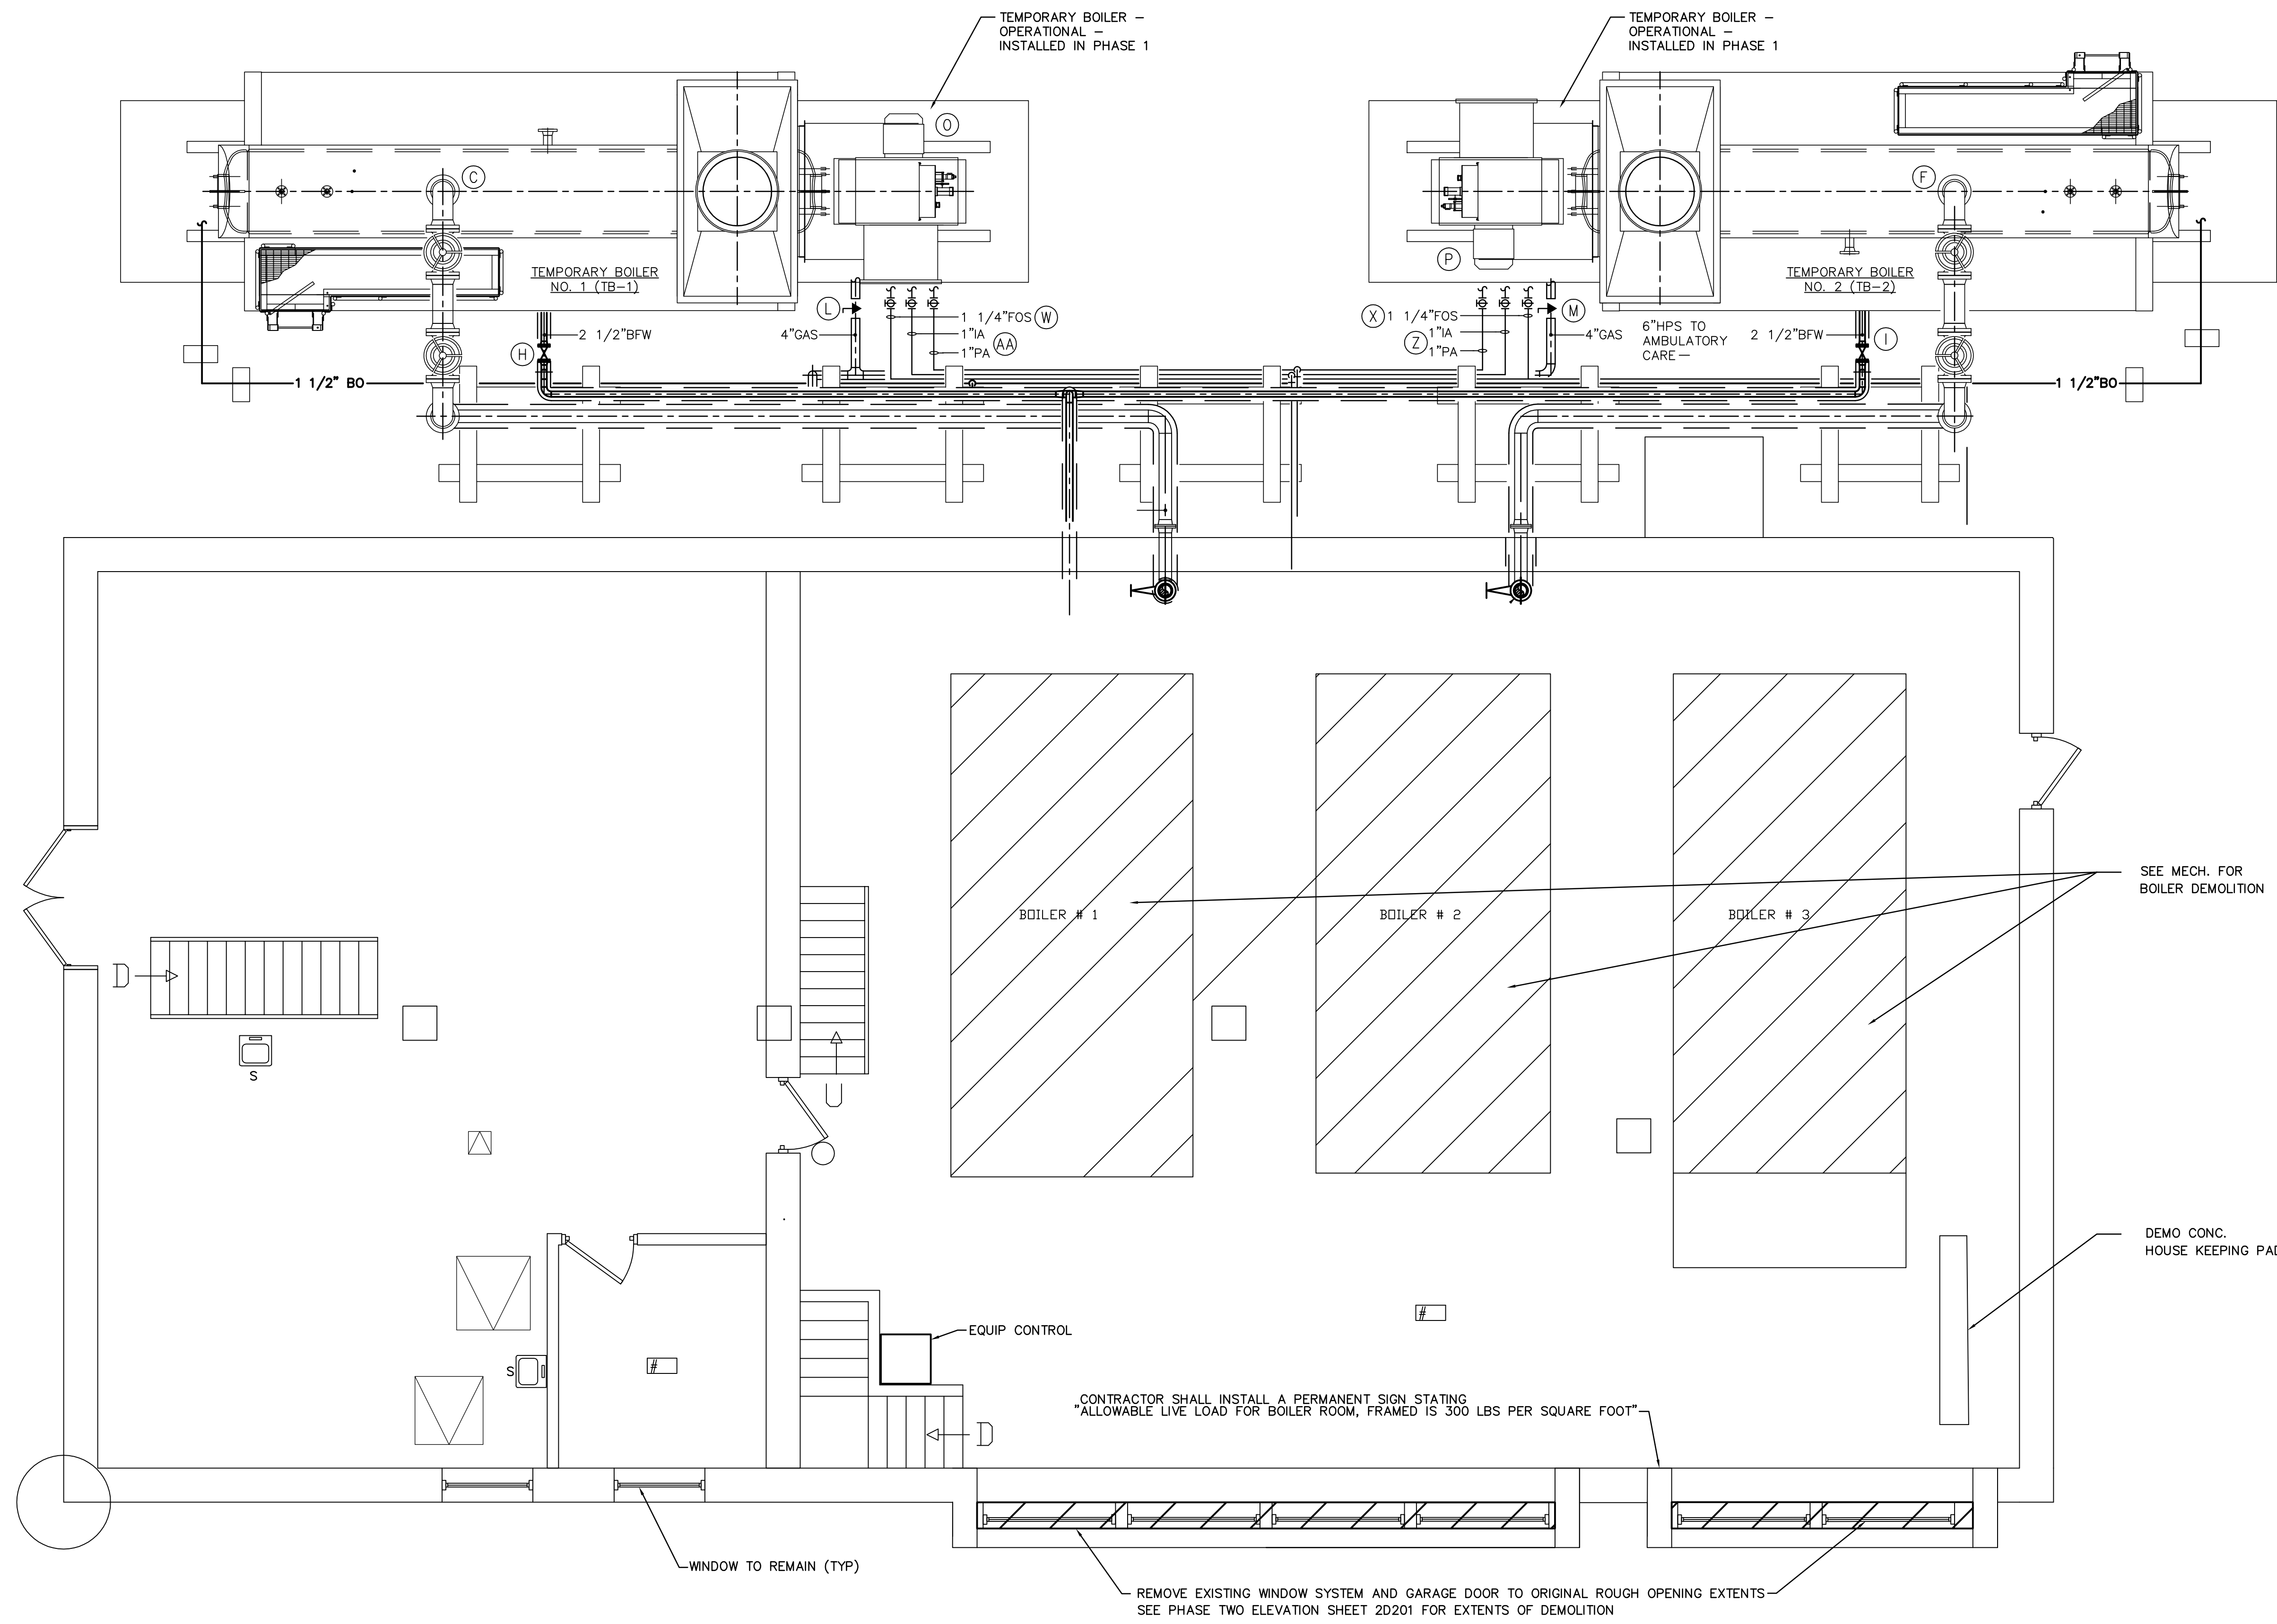 TEMPORARY BOILER –
OPERATIONAL –
INSTALLED IN PHASE 1
TEMPORARY BOILER –
OPERATIONAL –
INSTALLED IN PHASE 1
O
C
F
P
TEMPORARY BOILER
NO. 1 (TB–1)
TEMPORARY BOILER
NO. 2 (TB–2)
L
1 1/4"FOS
W
X
1 1/4"FOS
M
2 1/2"BFW
4"GAS
1"IA
1"IA
4"GAS
6"HPS TO
AMBULATORY
CARE
2 1/2"BFW
I
H
1"PA
AA
Z
1"PA
1 1/2" BO
1 1/2"BO
SEE MECH. FOR
BOILER DEMOLITION
BOILER # 1
BOILER # 2
BOILER # 3
D
S
U
DEMO CONC.
HOUSE KEEPING
#
EQUIP CONTROL
S
#
CONTRACTOR SHALL INSTALL A PERMANENT SIGN STATING
"ALLOWABLE LIVE LOAD FOR BOILER ROOM, FRAMED IS 300 LBS PER SQUARE FOOT"
D
WINDOW TO REMAIN (TYP)
REMOVE EXISTING WINDOW SYSTEM AND GARAGE DOOR TO ORIGINAL ROUGH OPENING EXTENTS
SEE PHASE TWO ELEVATION SHEET 2D201 FOR EXTENTS OF DEMOLITION